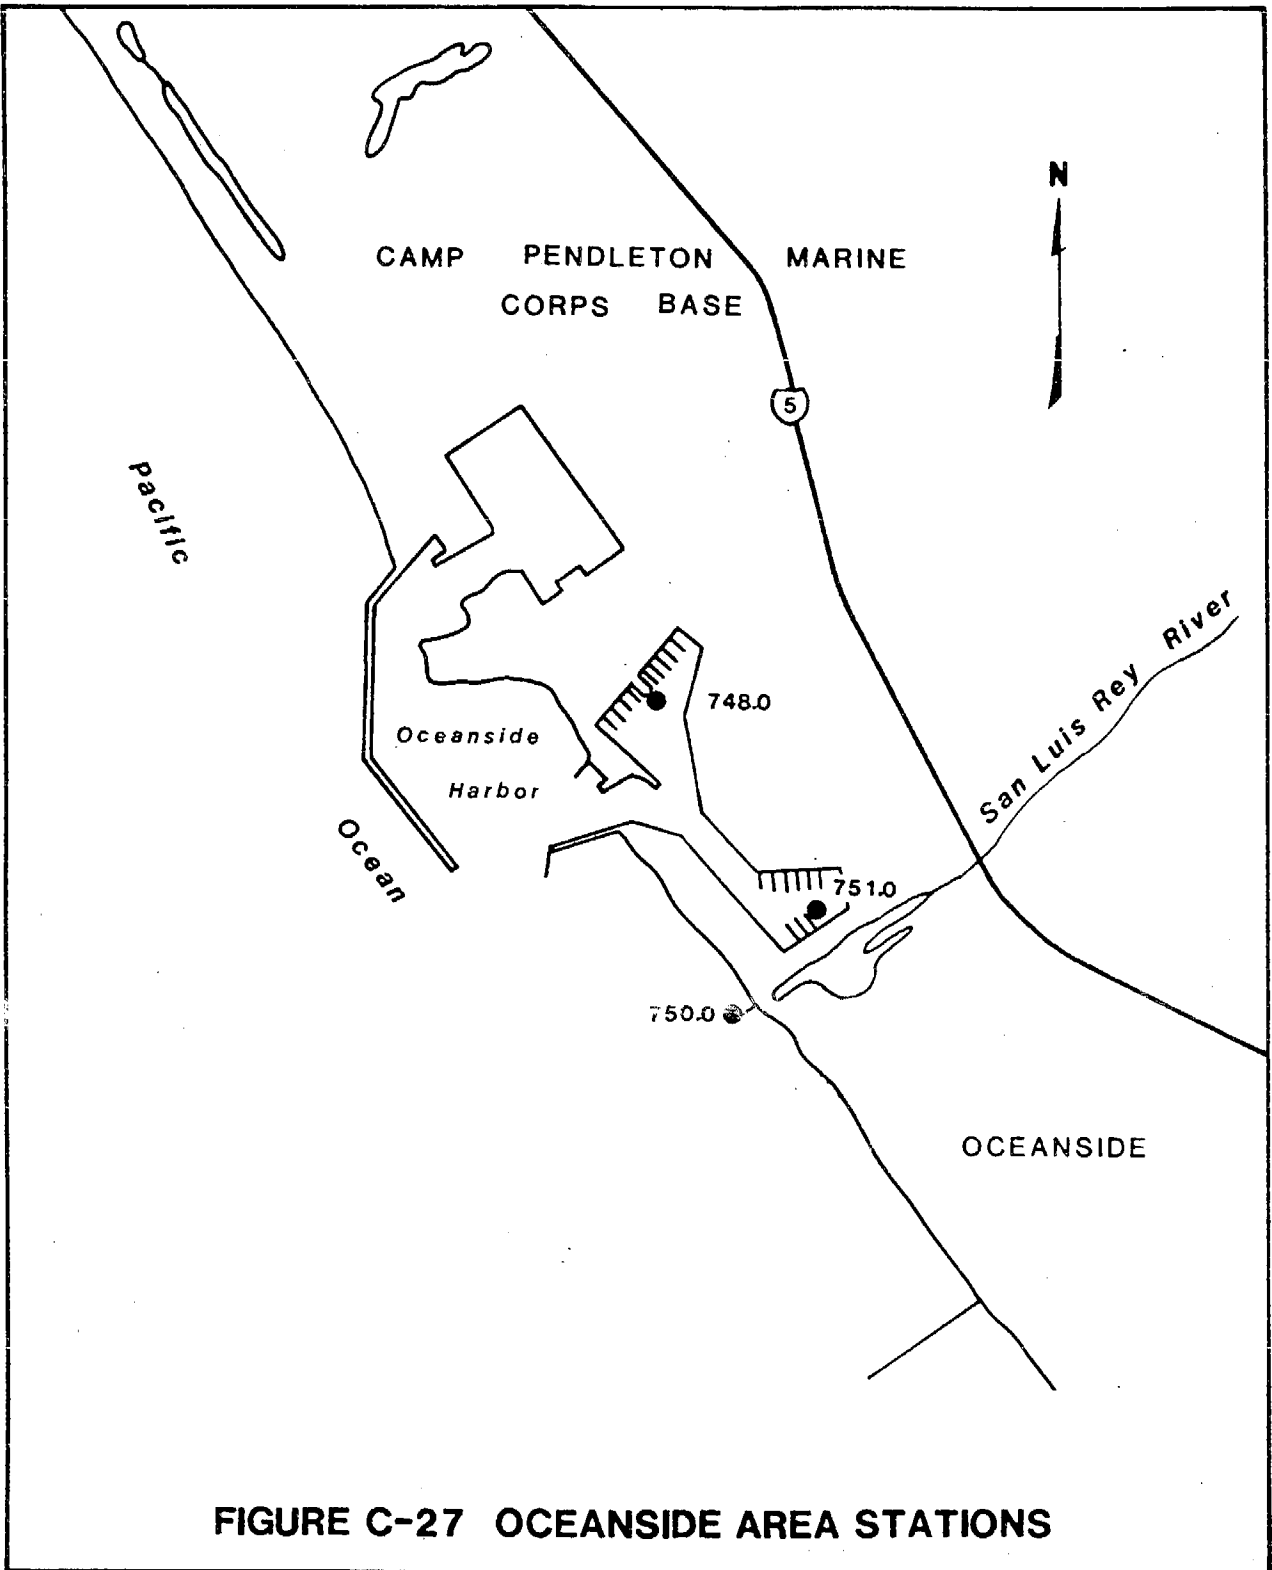 N
CAMP PENDLETON MARINE
CORPS BASE
5
Pacific
San Luis Rey River
748.0
Oceanside
Harbor
Ocean
751.0
750.0
OCEANSIDE
FIGURE C-27 OCEANSIDE AREA STATIONS